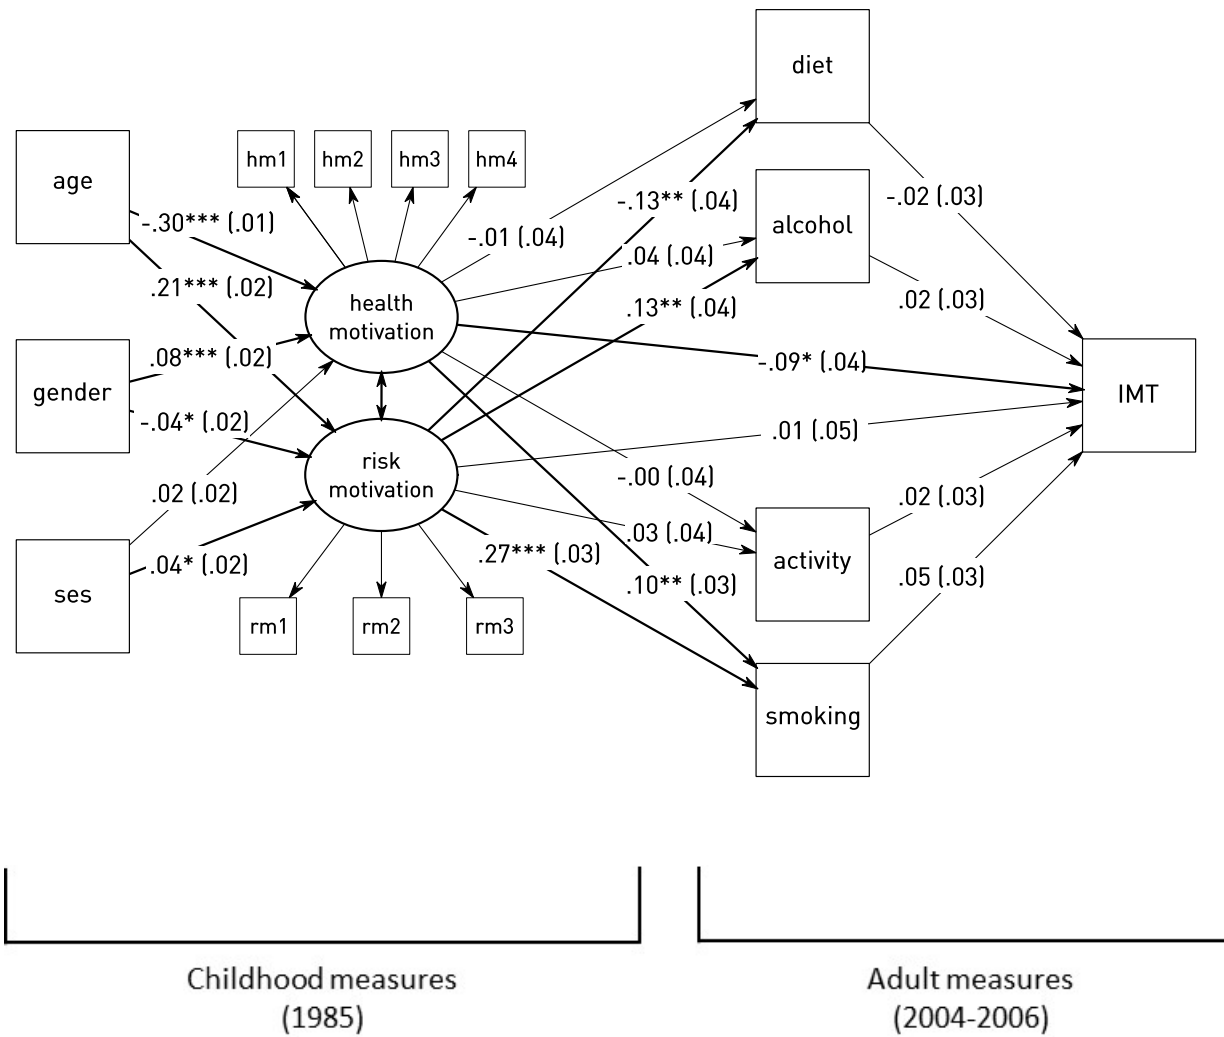 diet
age
hm1
hm2
hm3
hm4
-.30*** (.01)
-.13** (.04)
-.02 (.03)
alcohol
-.01 (.04)
.04 (.04)
.21*** (.02)
health
motivation
.13** (.04)
.02 (.03)
.08*** (.02)
-.09* (.04)
gender
IMT
-.04* (.02)
.01 (.05)
risk
motivation
-.00 (.04)
.02 (.02)
.02 (.03)
.03 (.04)
.27*** (.03)
.04* (.02)
activity
.10** (.03)
.05 (.03)
ses
rm1
rm2
rm3
smoking
Childhood measures
(1985)
Adult measures
(2004-2006)